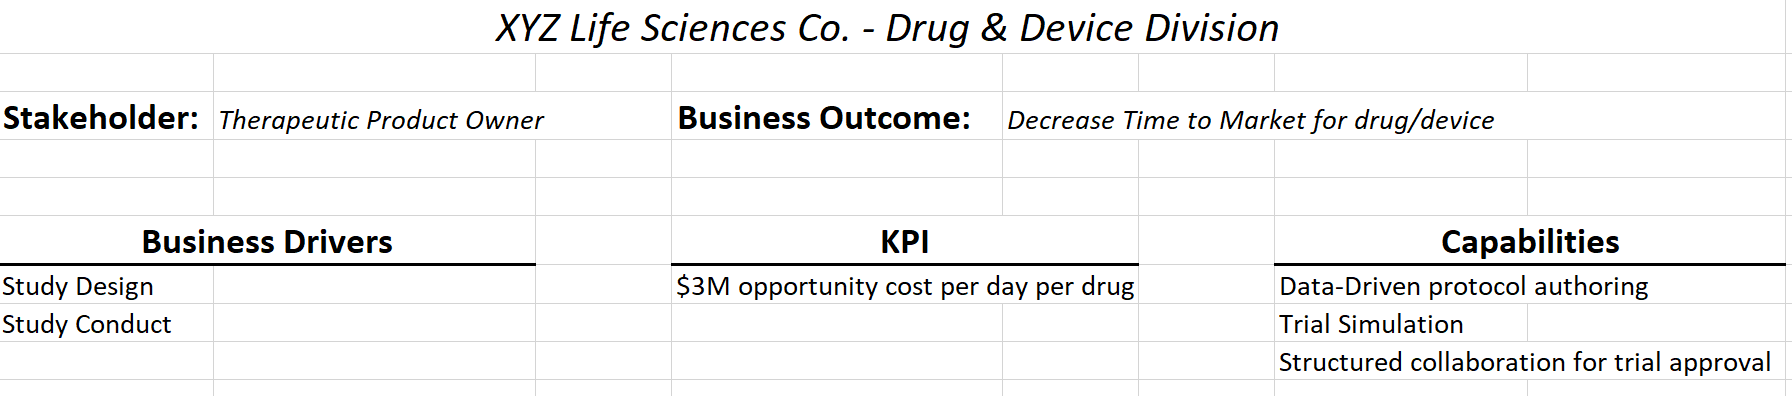 XYZ Life Sciences Co. - Drug & Device Division
Stakeholder: Therapeutic Product Owner Business Outcome: Decrease Time to Market for drug/device
Business Drivers KPI Capabilities
Study Design $3M opportunity cost per day per drug Data-Driven protocol authoring
Study Conduct Trial Simulation
Structured collaboration for trial approval